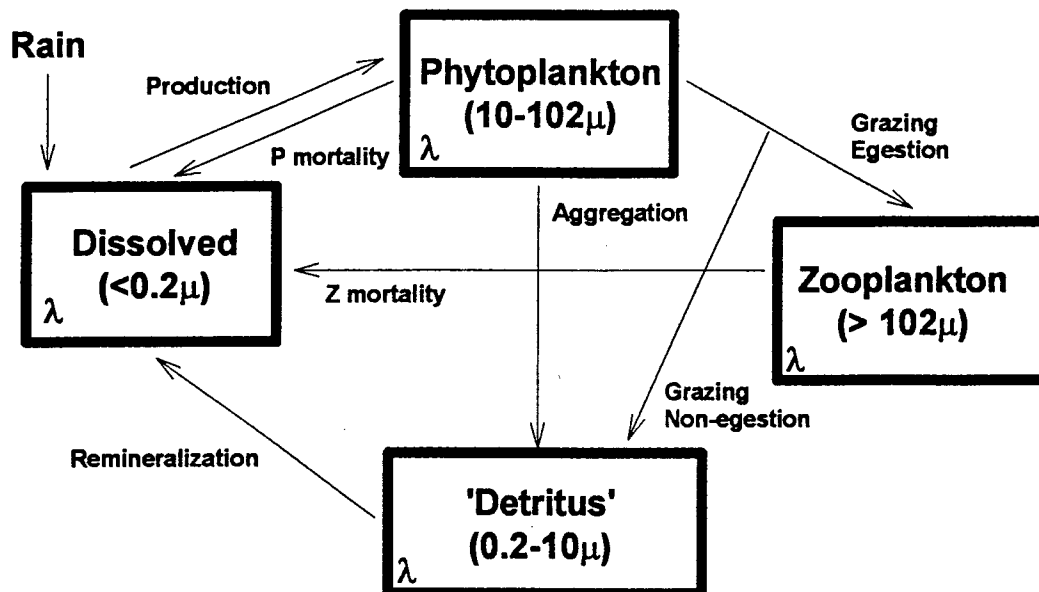 Rain
Production
P mortality
Phytoplankton
(10-102μ)
λ
Grazing
Egestion
Aggregation
Dissolved
(<0.2μ)
λ
Z mortality
Zooplankton
(> 102μ)
λ
Grazing
Non-egestion
Remineralization
'Detritus'
(0.2-10μ)
λ